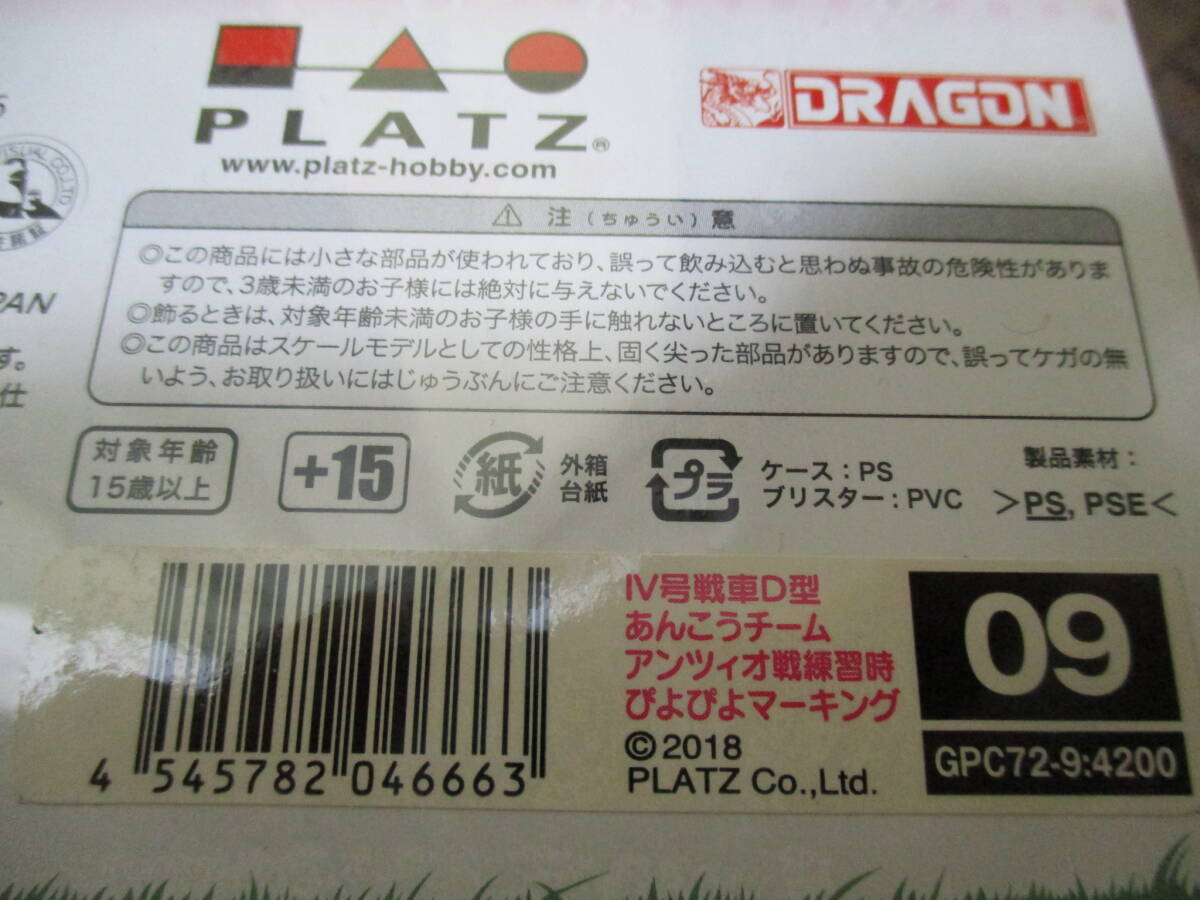 PLATZ®
www.platz-hobby.com
DRAGON
⚠ 注（ちゅうい）意
◎この商品には小さな部品が使われており、誤って飲み込むと思わぬ事故の危険性がありま
すので、3歳未満のお子様には絶対に与えないでください。
◎飾るときは、対象年齢未満のお子様の手に触れないところに置いてください。
◎この商品はスケールモデルとしての性格上、固く尖った部品がありますので、誤ってケガの無
いよう、お取り扱いにはじゅうぶんにご注意ください。
PAN
す。
仕
対象年齢
15歳以上
+15
紙
外箱
台紙
プラ
ケース：PS
ブリスター：PVC
製品素材：
>PS, PSE<
4 545782 046663
Ⅳ号戦車D型
あんこうチーム
アンツィオ戦練習時
ぴよぴよマーキング
© 2018
PLATZ Co.,Ltd.
09
GPC72-9:4200